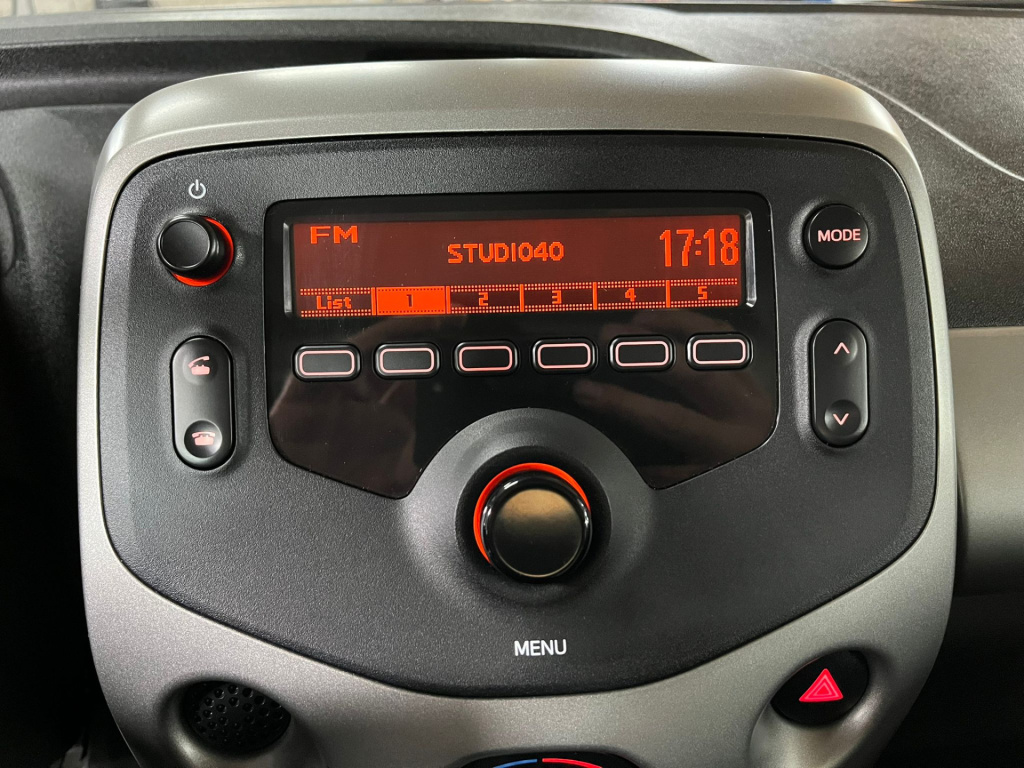 FM
STUDIO40
17:18
MODE
List 1 2 3 4 5
MENU